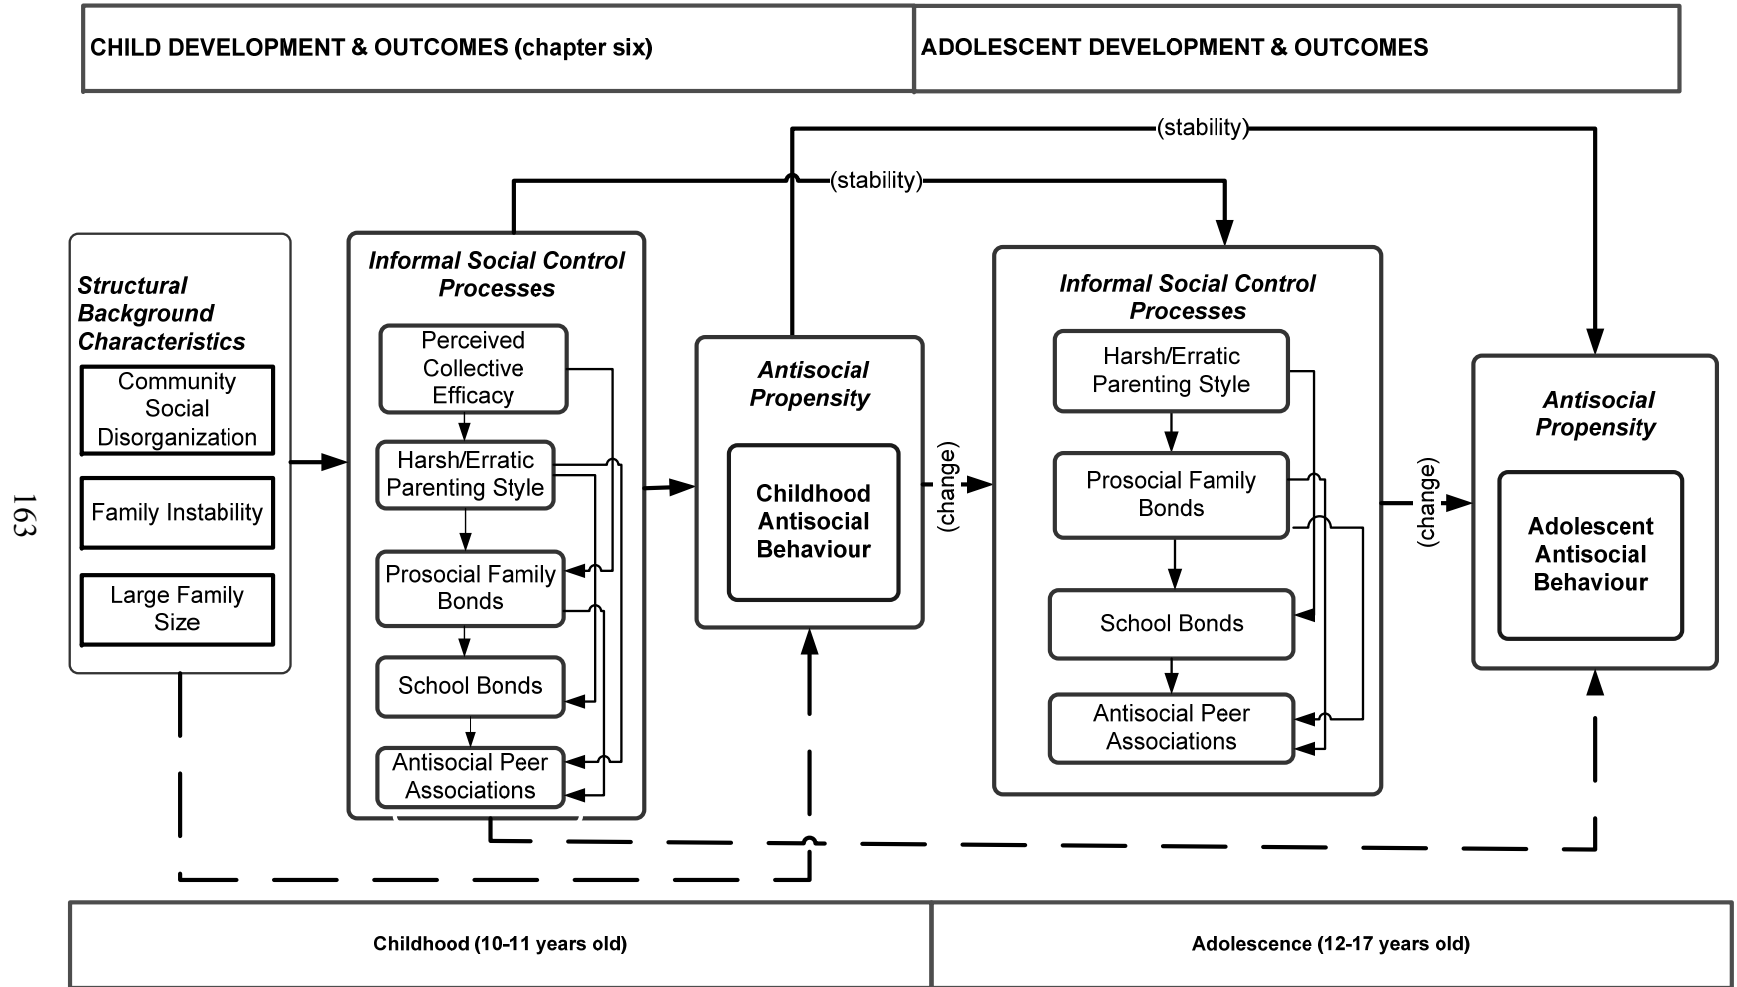 CHILD DEVELOPMENT & OUTCOMES (chapter six)
ADOLESCENT DEVELOPMENT & OUTCOMES
(stability)
(stability)
Structural
Background
Characteristics
Community
Social
Disorganization
Family Instability
Large Family
Size
Informal Social Control
Processes
Perceived
Collective
Efficacy
Harsh/Erratic
Parenting Style
Prosocial Family
Bonds
School Bonds
Antisocial Peer
Associations
Antisocial
Propensity
Childhood
Antisocial
Behaviour
(change)
Informal Social Control
Processes
Harsh/Erratic
Parenting Style
Prosocial Family
Bonds
School Bonds
Antisocial Peer
Associations
(change)
Antisocial
Propensity
Adolescent
Antisocial
Behaviour
163
Childhood (10-11 years old)
Adolescence (12-17 years old)